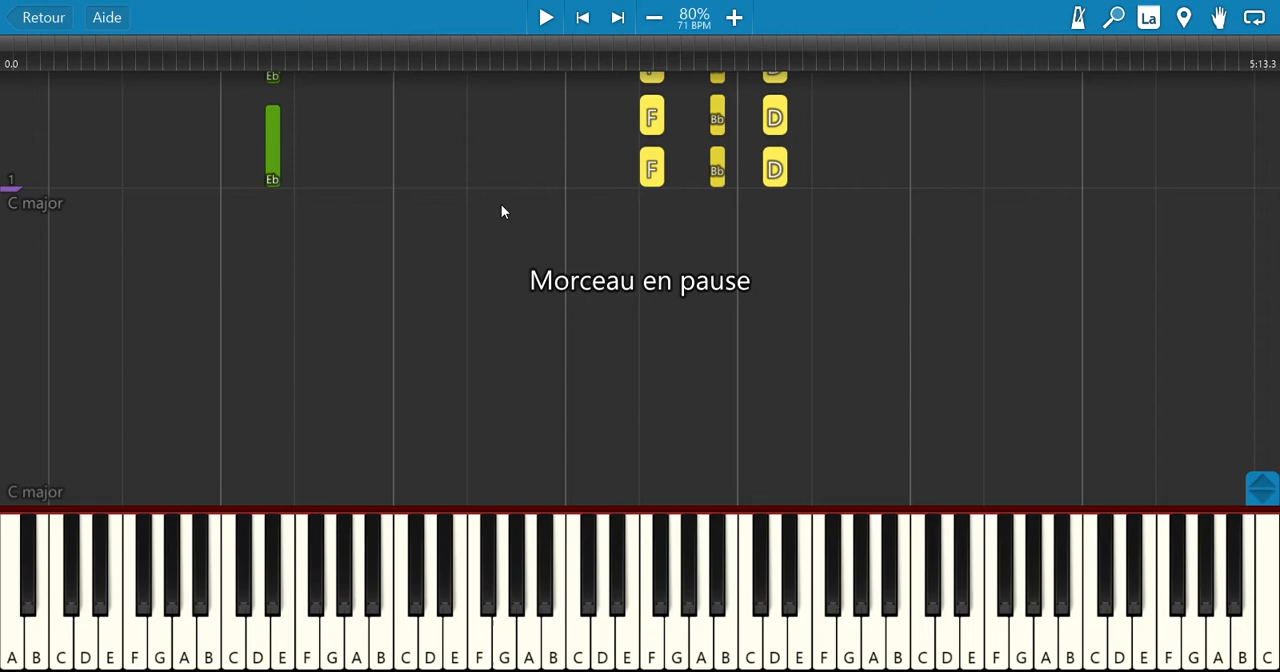 Retour Aide 80% La
71 BPM
0.0 5:13.3
Eb
F Bb D
Eb F Bb D
1
C major
Morceau en pause
C major
A B C D E F G A B C D E F G A B C D E F G A B C D E F G A B C D E F G A B C D E F G A B C D E F G A B C